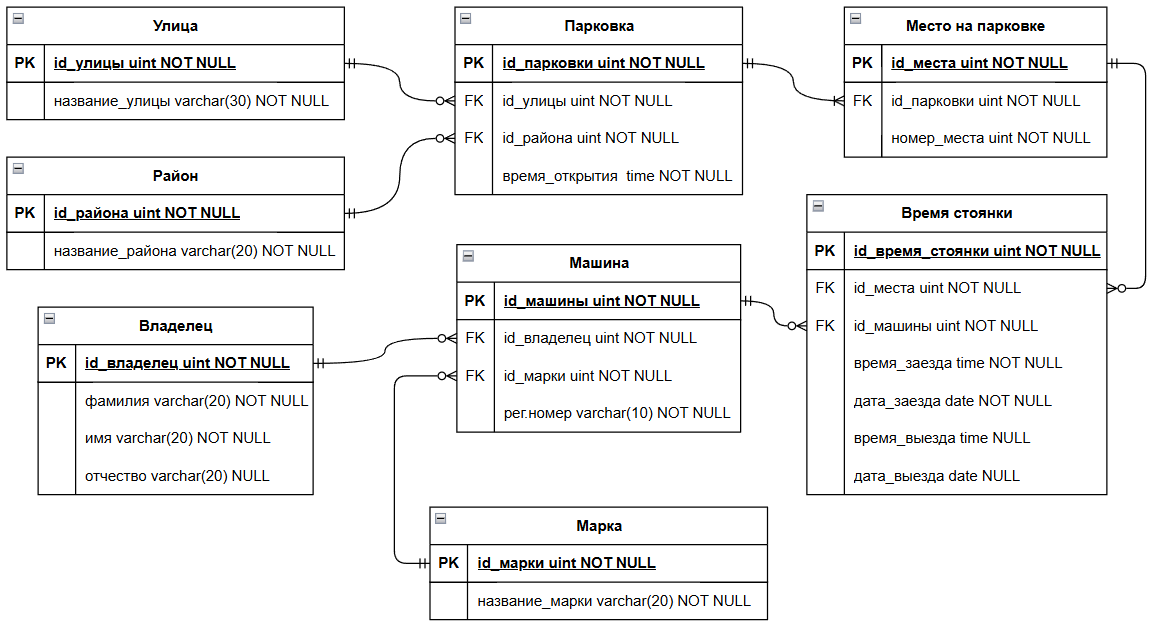 Улица
PK id_улицы uint NOT NULL
название_улицы varchar(30) NOT NULL
Парковка
PK id_парковки uint NOT NULL
FK id_улицы uint NOT NULL
FK id_района uint NOT NULL
время_открытия time NOT NULL
Место на парковке
PK id_места uint NOT NULL
FK id_парковки uint NOT NULL
номер_места uint NOT NULL
Район
PK id_района uint NOT NULL
название_района varchar(20) NOT NULL
Время стоянки
PK id_время_стоянки uint NOT NULL
FK id_места uint NOT NULL
FK id_машины uint NOT NULL
время_заезда time NOT NULL
дата_заезда date NOT NULL
время_выезда time NULL
дата_выезда date NULL
Машина
PK id_машины uint NOT NULL
FK id_владелец uint NOT NULL
FK id_марки uint NOT NULL
рег.номер varchar(10) NOT NULL
Владелец
PK id_владелец uint NOT NULL
фамилия varchar(20) NOT NULL
имя varchar(20) NOT NULL
отчество varchar(20) NULL
Марка
PK id_марки uint NOT NULL
название_марки varchar(20) NOT NULL